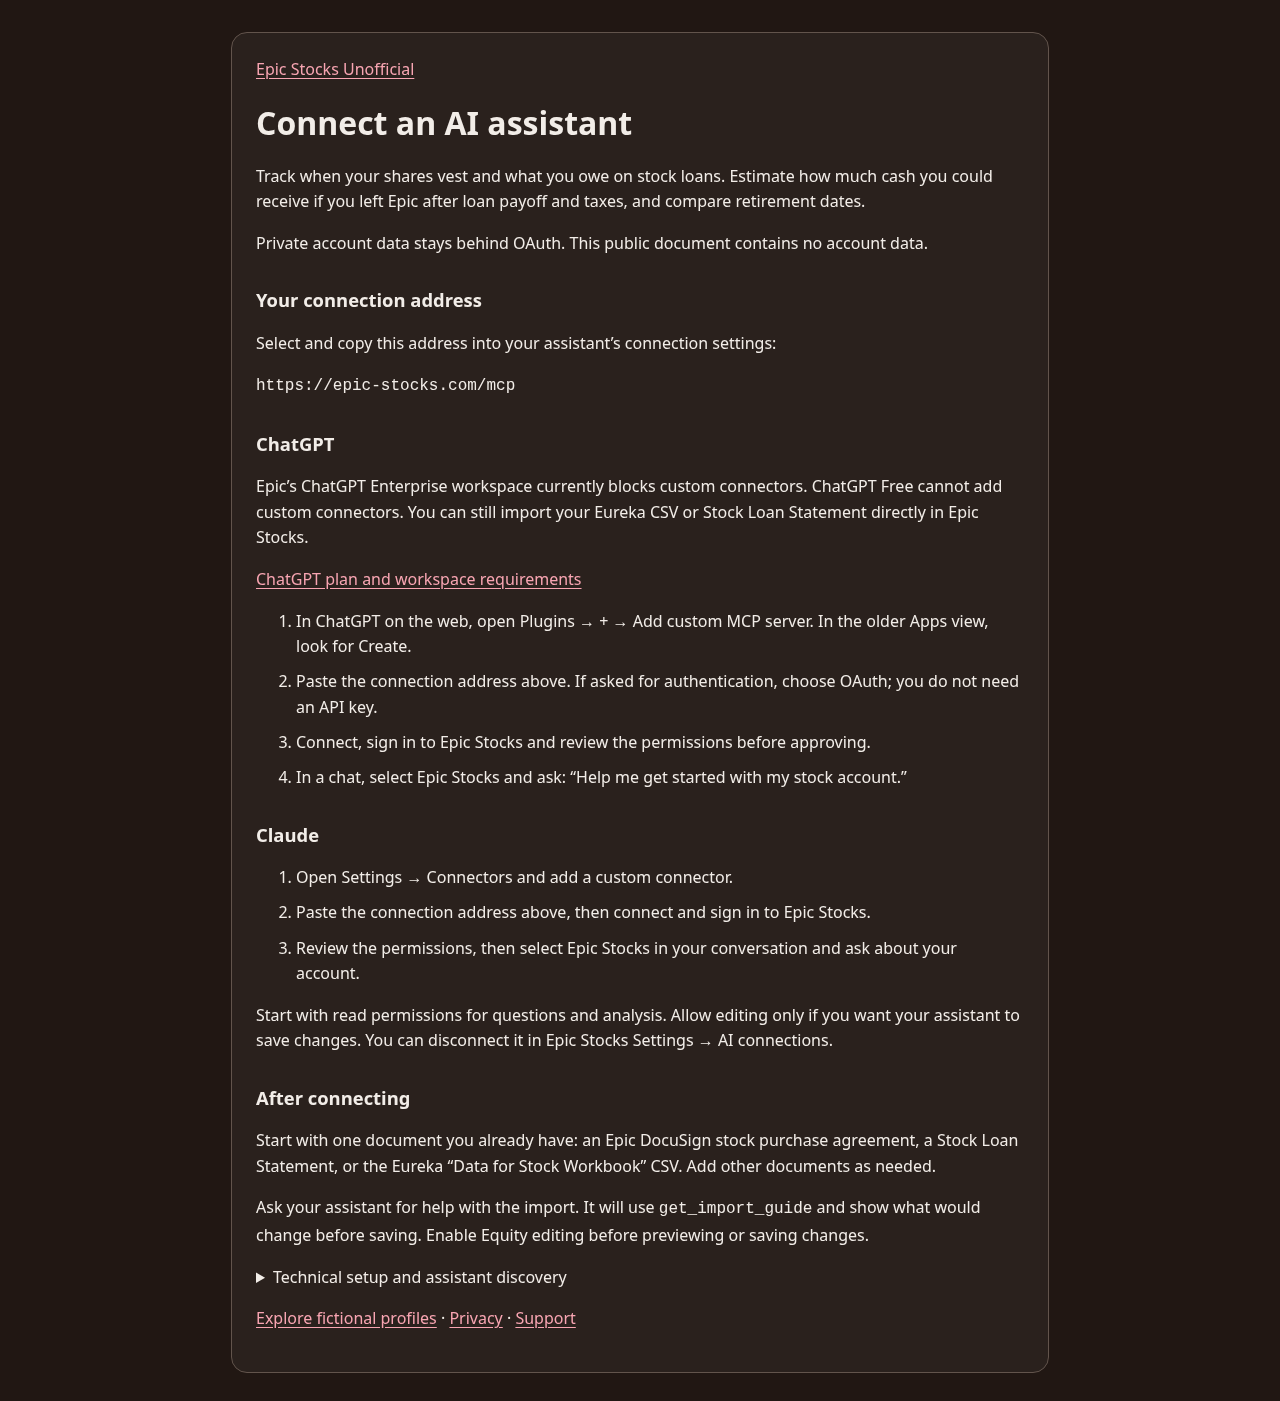 Epic Stocks Unofficial
Connect an AI assistant
Track when your shares vest and what you owe on stock loans. Estimate how much cash you could
receive if you left Epic after loan payoff and taxes, and compare retirement dates.
Private account data stays behind OAuth. This public document contains no account data.
Your connection address
Select and copy this address into your assistant’s connection settings:
https://epic-stocks.com/mcp
ChatGPT
Epic’s ChatGPT Enterprise workspace currently blocks custom connectors. ChatGPT Free cannot add
custom connectors. You can still import your Eureka CSV or Stock Loan Statement directly in Epic
Stocks.
ChatGPT plan and workspace requirements
1. In ChatGPT on the web, open Plugins → + → Add custom MCP server. In the older Apps view,
look for Create.
2. Paste the connection address above. If asked for authentication, choose OAuth; you do not need
an API key.
3. Connect, sign in to Epic Stocks and review the permissions before approving.
4. In a chat, select Epic Stocks and ask: “Help me get started with my stock account.”
Claude
1. Open Settings → Connectors and add a custom connector.
2. Paste the connection address above, then connect and sign in to Epic Stocks.
3. Review the permissions, then select Epic Stocks in your conversation and ask about your
account.
Start with read permissions for questions and analysis. Allow editing only if you want your assistant to
save changes. You can disconnect it in Epic Stocks Settings → AI connections.
After connecting
Start with one document you already have: an Epic DocuSign stock purchase agreement, a Stock Loan
Statement, or the Eureka “Data for Stock Workbook” CSV. Add other documents as needed.
Ask your assistant for help with the import. It will use get_import_guide and show what would
change before saving. Enable Equity editing before previewing or saving changes.
▶ Technical setup and assistant discovery
Explore fictional profiles · Privacy · Support